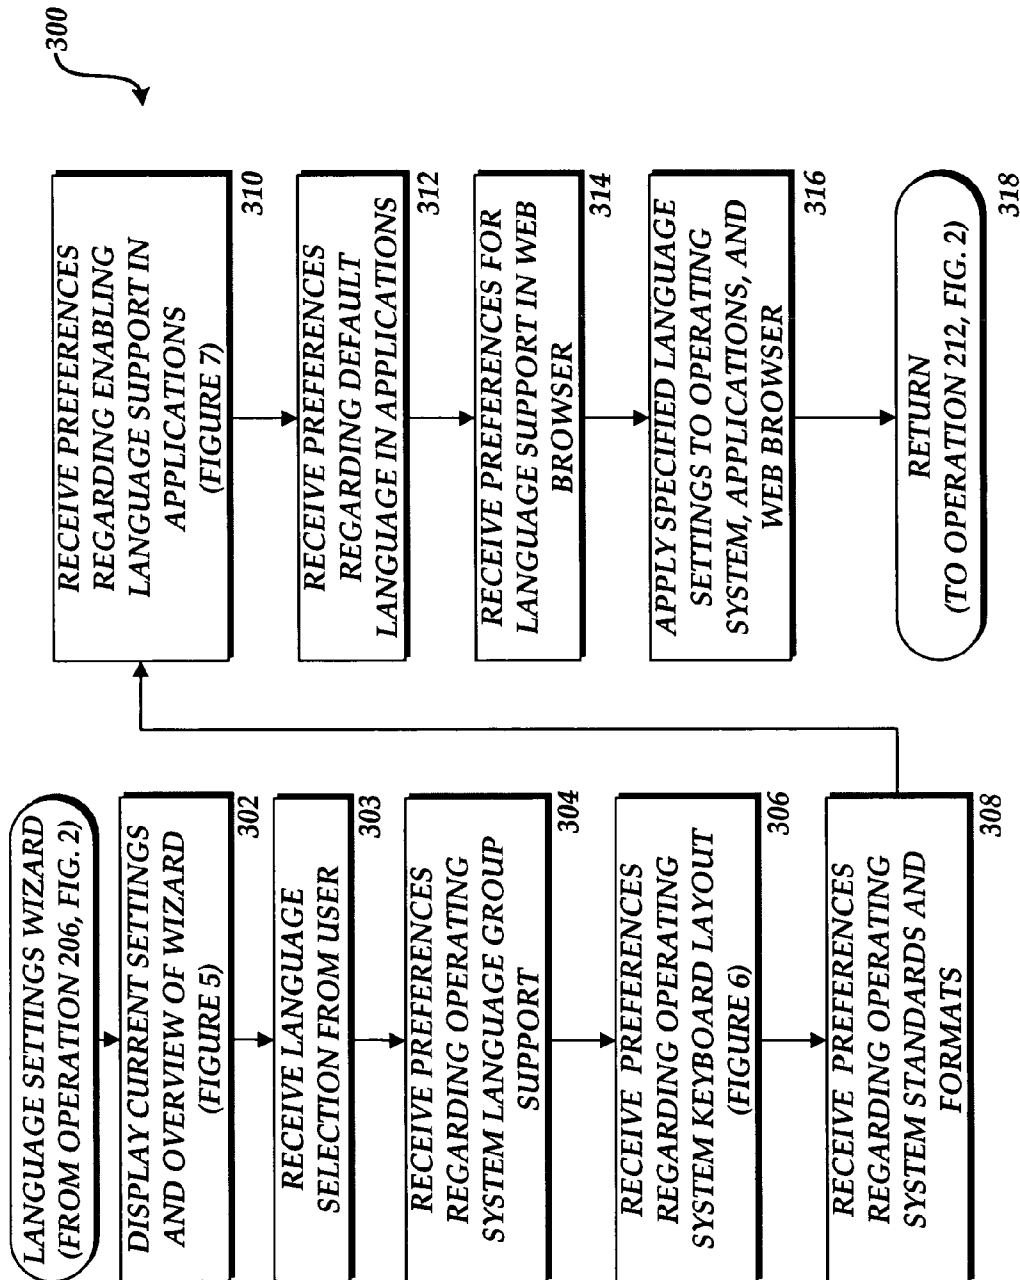 300
LANGUAGE SETTINGS WIZARD
(FROM OPERATION 206, FIG. 2)
DISPLAY CURRENT SETTINGS
AND OVERVIEW OF WIZARD
(FIGURE 5)
302
RECEIVE LANGUAGE
SELECTION FROM USER
303
RECEIVE PREFERENCES
REGARDING OPERATING
SYSTEM LANGUAGE GROUP
SUPPORT
304
RECEIVE PREFERENCES
REGARDING OPERATING
SYSTEM KEYBOARD LAYOUT
(FIGURE 6)
306
RECEIVE PREFERENCES
REGARDING OPERATING
SYSTEM STANDARDS AND
FORMATS
308
RECEIVE PREFERENCES
REGARDING ENABLING
LANGUAGE SUPPORT IN
APPLICATIONS
(FIGURE 7)
310
RECEIVE PREFERENCES
REGARDING DEFAULT
LANGUAGE IN APPLICATIONS
312
RECEIVE PREFERENCES FOR
LANGUAGE SUPPORT IN WEB
BROWSER
314
APPLY SPECIFIED LANGUAGE
SETTINGS TO OPERATING
SYSTEM, APPLICATIONS, AND
WEB BROWSER
316
RETURN
(TO OPERATION 212, FIG. 2)
318